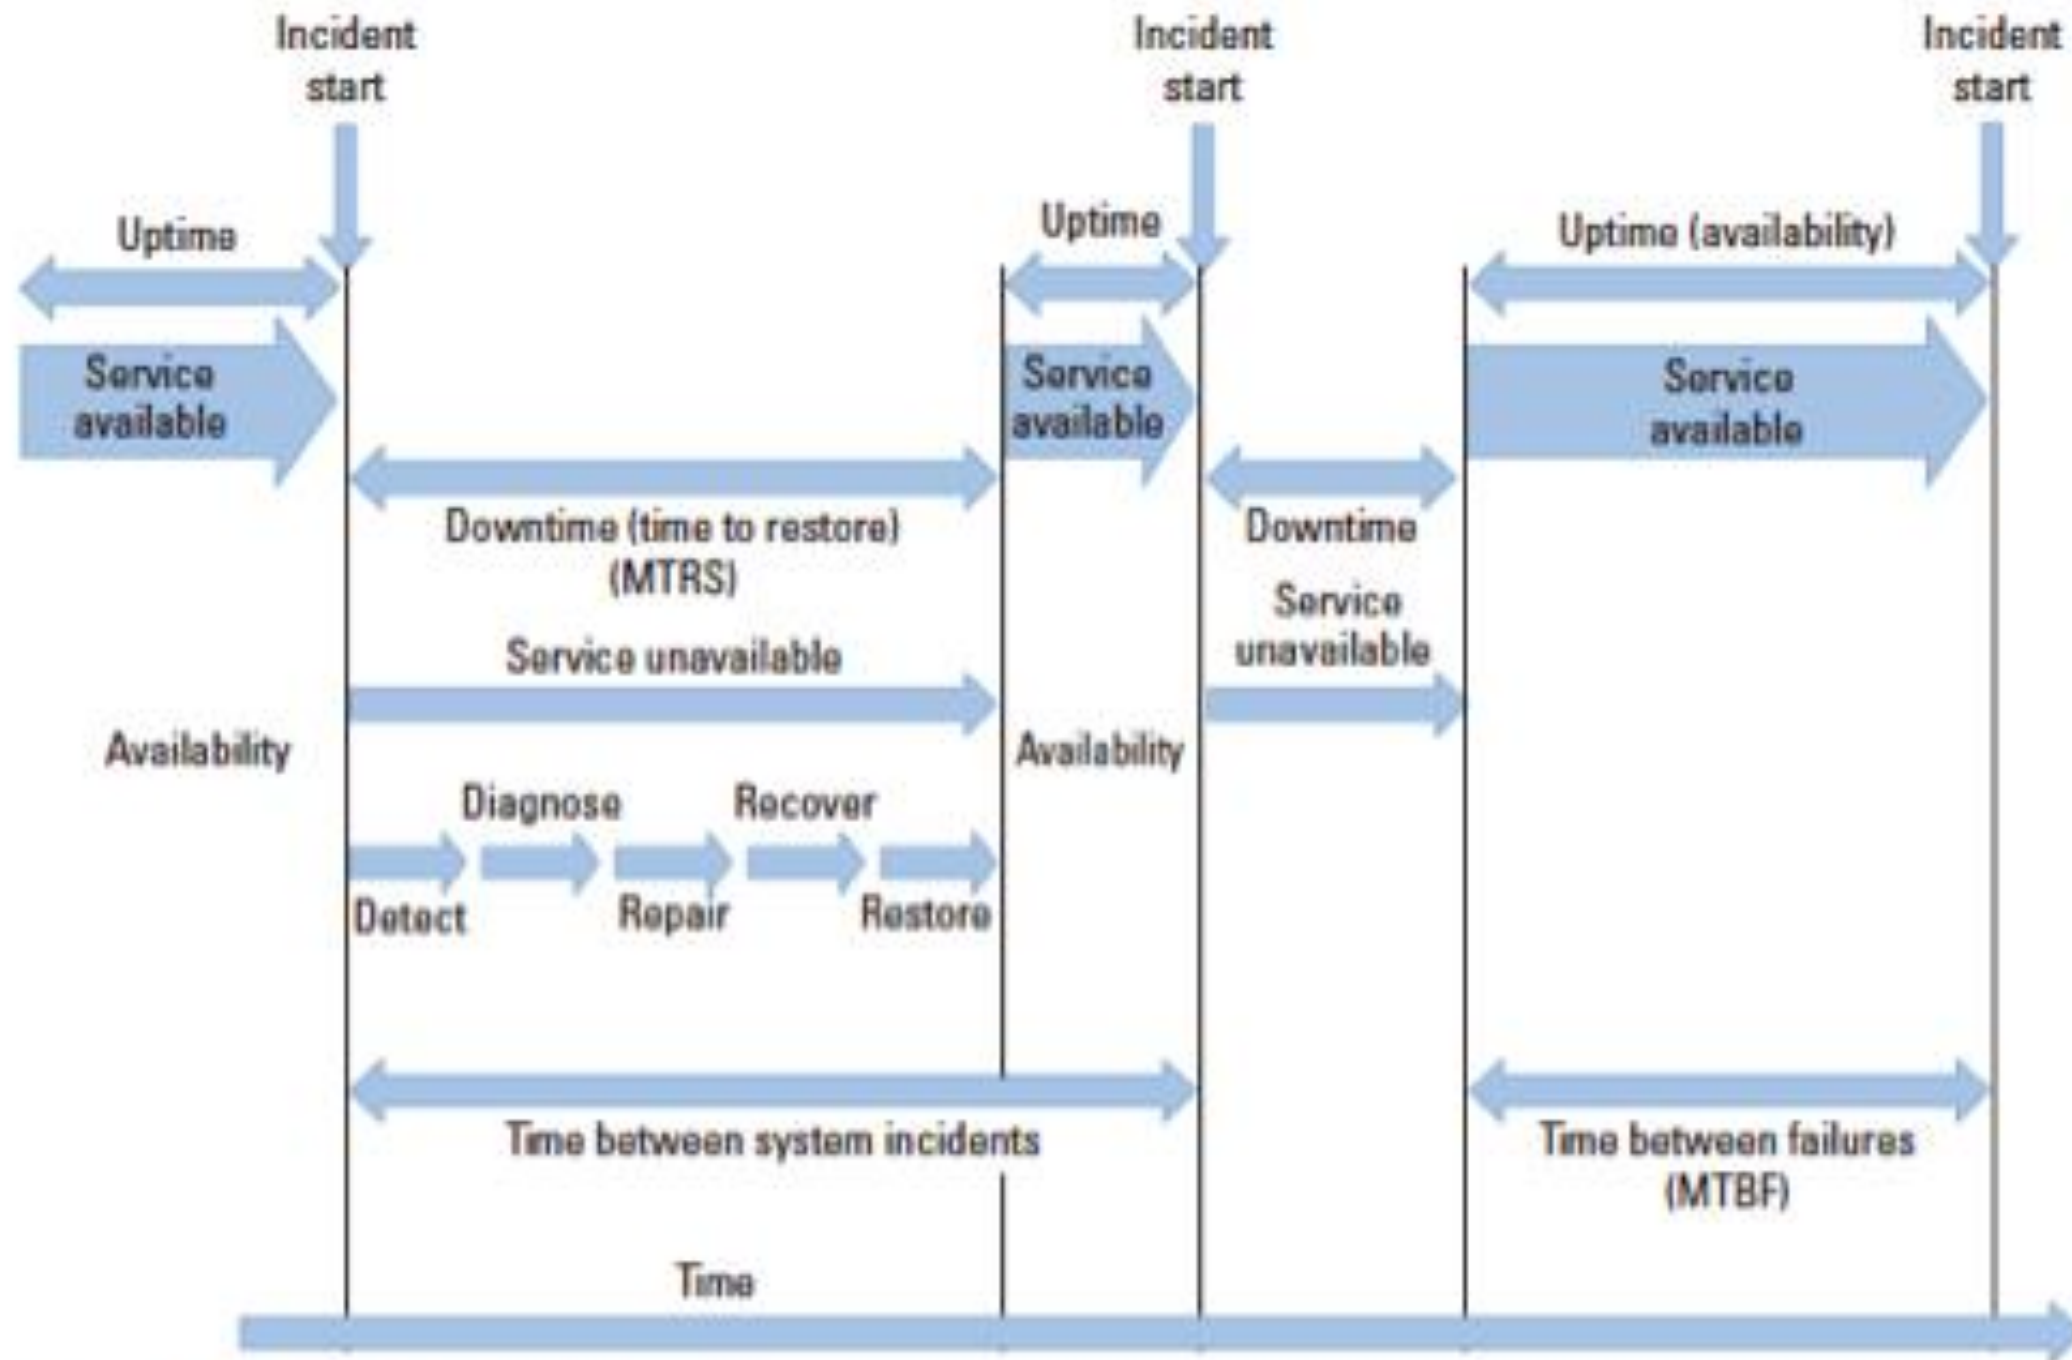 Incident
start
Incident
start
Incident
start
Uptime
Uptime
Uptime (availability)
Service
available
Service
available
Service
available
Downtime (time to restore)
(MTRS)
Downtime
Service unavailable
Service
unavailable
Availability
Availability
Diagnose
Recover
Detect
Repair
Restore
Time between system incidents
Time between failures
(MTBF)
Time